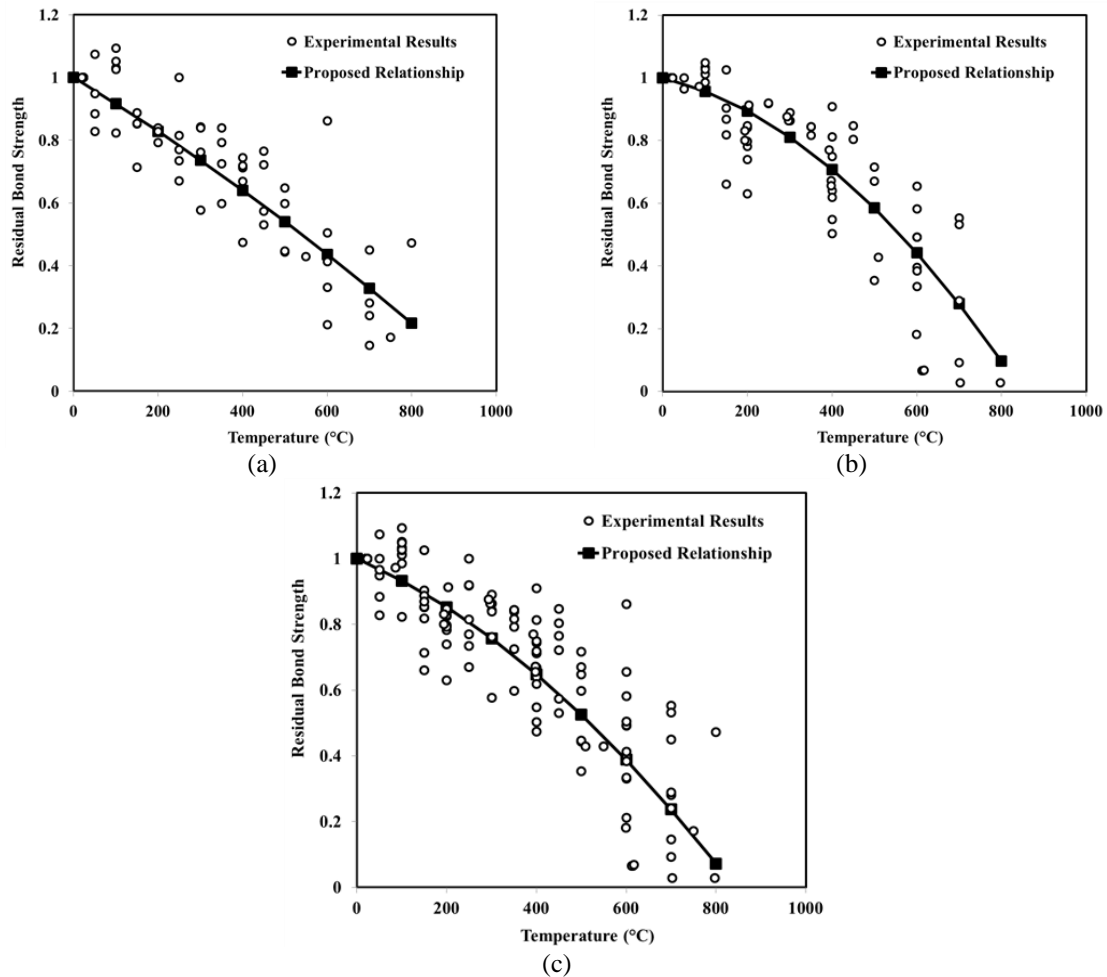 1.2
1
0.8
0.6
0.4
0.2
0
Residual Bond Strength
Experimental Results
Proposed Relationship
0 200 400 600 800 1000
Temperature (°C)
(a)
1.2
1
0.8
0.6
0.4
0.2
0
Residual Bond Strength
Experimental Results
Proposed Relationship
0 200 400 600 800 1000
Temperature (°C)
(b)
1.2
1
0.8
0.6
0.4
0.2
0
Residual Bond Strength
Experimental Results
Proposed Relationship
0 200 400 600 800 1000
Temperature (°C)
(c)